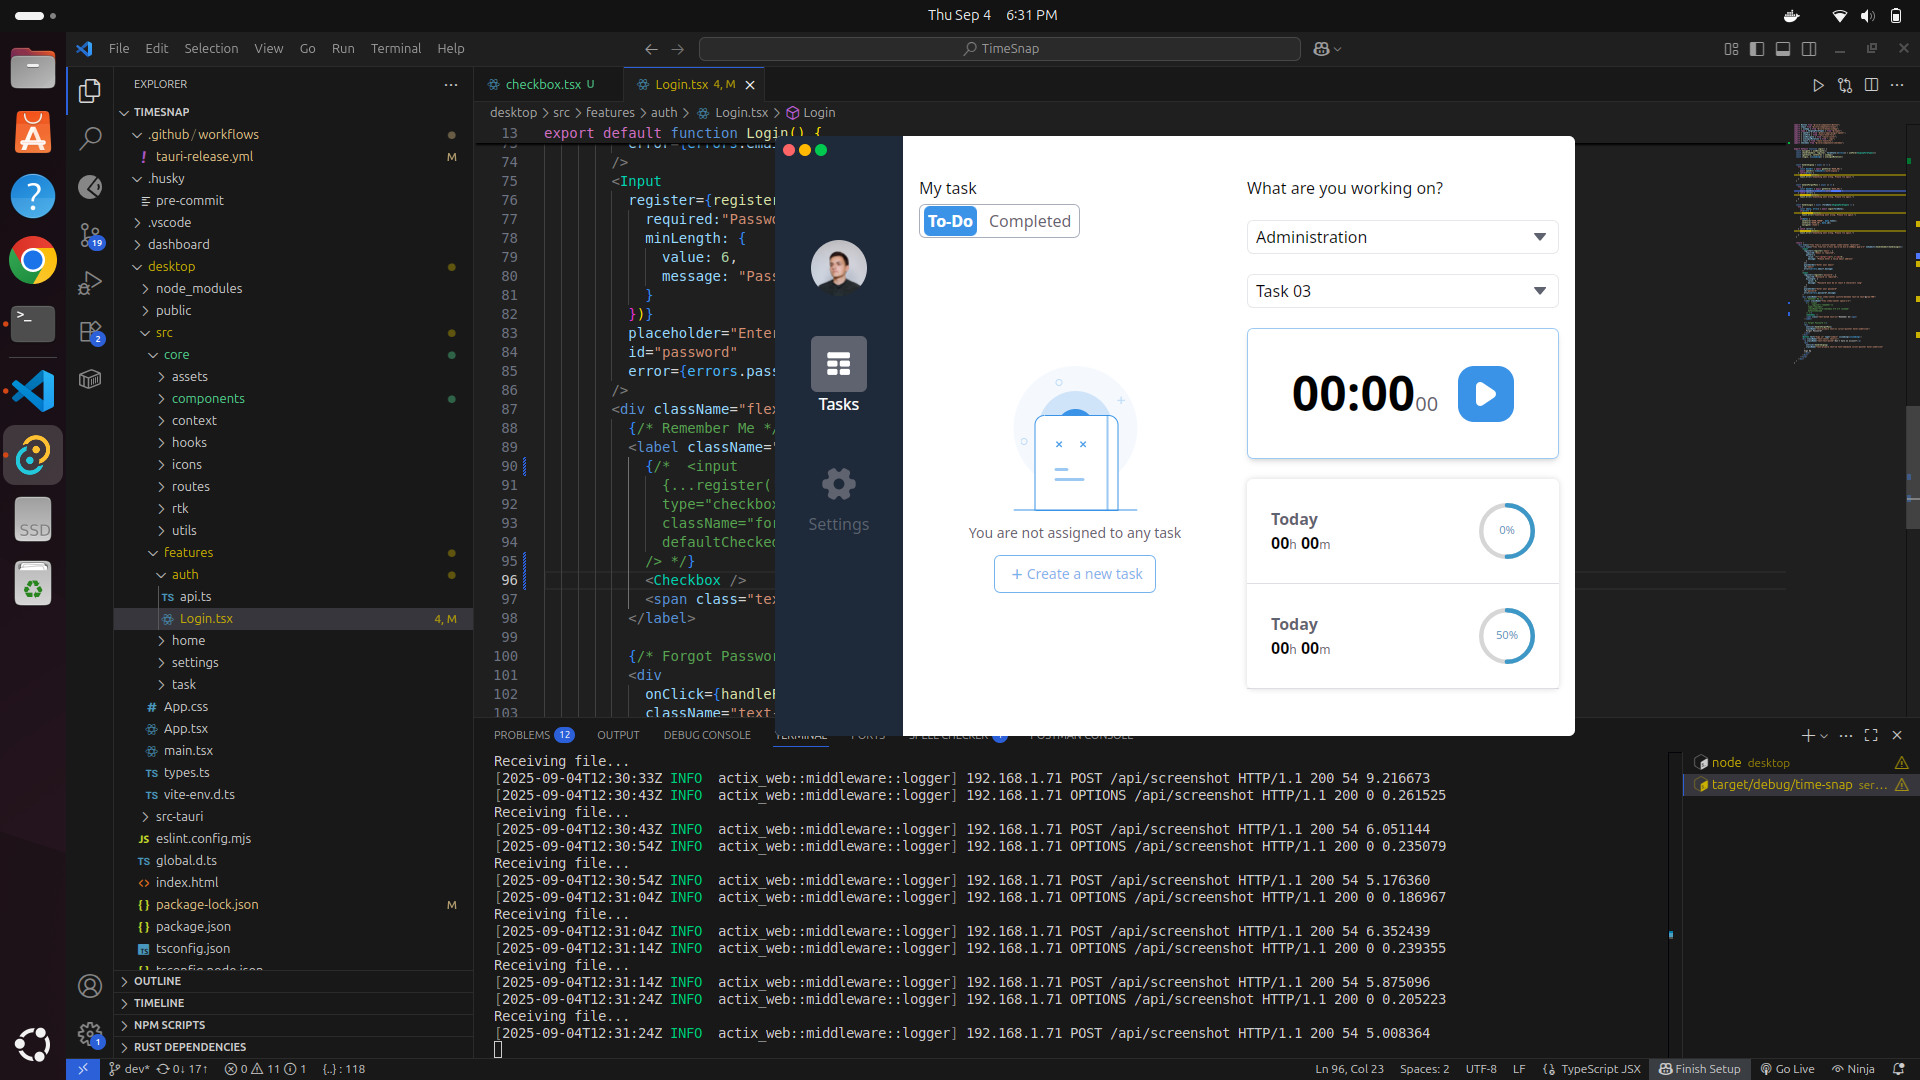 Thu Sep 4 6:31 PM
File Edit Selection View Go Run Terminal Help
TimeSnap
EXPLORER
TIMESNAP
.github/workflows
tauri-release.yml M
.husky
pre-commit
.vscode
dashboard
desktop
node_modules
public
src
core
assets
components
context
hooks
icons
routes
rtk
utils
features
auth
TS api.ts
Login.tsx 4, M
home
settings
task
# App.css
App.tsx
main.tsx
TS types.ts
TS vite-env.d.ts
src-tauri
JS eslint.config.mjs
TS global.d.ts
<> index.html
{} package-lock.json M
{} package.json
tsconfig.json
tsconfig.node.json
OUTLINE
TIMELINE
NPM SCRIPTS
RUST DEPENDENCIES
19
2
1
SSD
checkbox.tsx U
Login.tsx 4, M
desktop > src > features > auth > Login.tsx > Login
13 export default function Login() {
74 />
75 <Input
76 register={register
77 required:"Passwo
78 minLength: {
79 value: 6,
80 message: "Pass
81 }
82 })}
83 placeholder="Enter
84 id="password"
85 error={errors.pass
86 />
87 <div className="flex
88 {/* Remember Me */
89 <label className="
90 {/* <input
91 {...register(
92 type="checkbox
93 className="for
94 defaultChecked
95 /> */}
96 <Checkbox />
97 <span class="tex
98 </label>
99
100 {/* Forgot Passwor
101 <div
102 onClick={handleF
103 className="text-
My task
To-Do Completed
Tasks
Settings
You are not assigned to any task
+ Create a new task
What are you working on?
Administration
Task 03
00:00 00
Today
00h 00m
0%
Today
00h 00m
50%
PROBLEMS 12 OUTPUT DEBUG CONSOLE TERMINAL PORTS SPELL CHECKER POSTMAN CONSOLE
Receiving file...
[2025-09-04T12:30:33Z INFO actix_web::middleware::logger] 192.168.1.71 POST /api/screenshot HTTP/1.1 200 54 9.216673
[2025-09-04T12:30:43Z INFO actix_web::middleware::logger] 192.168.1.71 OPTIONS /api/screenshot HTTP/1.1 200 0 0.261525
Receiving file...
[2025-09-04T12:30:43Z INFO actix_web::middleware::logger] 192.168.1.71 POST /api/screenshot HTTP/1.1 200 54 6.051144
[2025-09-04T12:30:54Z INFO actix_web::middleware::logger] 192.168.1.71 OPTIONS /api/screenshot HTTP/1.1 200 0 0.235079
Receiving file...
[2025-09-04T12:30:54Z INFO actix_web::middleware::logger] 192.168.1.71 POST /api/screenshot HTTP/1.1 200 54 5.176360
[2025-09-04T12:31:04Z INFO actix_web::middleware::logger] 192.168.1.71 OPTIONS /api/screenshot HTTP/1.1 200 0 0.186967
Receiving file...
[2025-09-04T12:31:04Z INFO actix_web::middleware::logger] 192.168.1.71 POST /api/screenshot HTTP/1.1 200 54 6.352439
[2025-09-04T12:31:14Z INFO actix_web::middleware::logger] 192.168.1.71 OPTIONS /api/screenshot HTTP/1.1 200 0 0.239355
Receiving file...
[2025-09-04T12:31:14Z INFO actix_web::middleware::logger] 192.168.1.71 POST /api/screenshot HTTP/1.1 200 54 5.875096
[2025-09-04T12:31:24Z INFO actix_web::middleware::logger] 192.168.1.71 OPTIONS /api/screenshot HTTP/1.1 200 0 0.205223
Receiving file...
[2025-09-04T12:31:24Z INFO actix_web::middleware::logger] 192.168.1.71 POST /api/screenshot HTTP/1.1 200 54 5.008364
node desktop
target/debug/time-snap ser...
dev* 0↓ 17↑ 0 11 1 {..} : 118
Ln 96, Col 23 Spaces: 2 UTF-8 LF {} TypeScript JSX Finish Setup Go Live Ninja